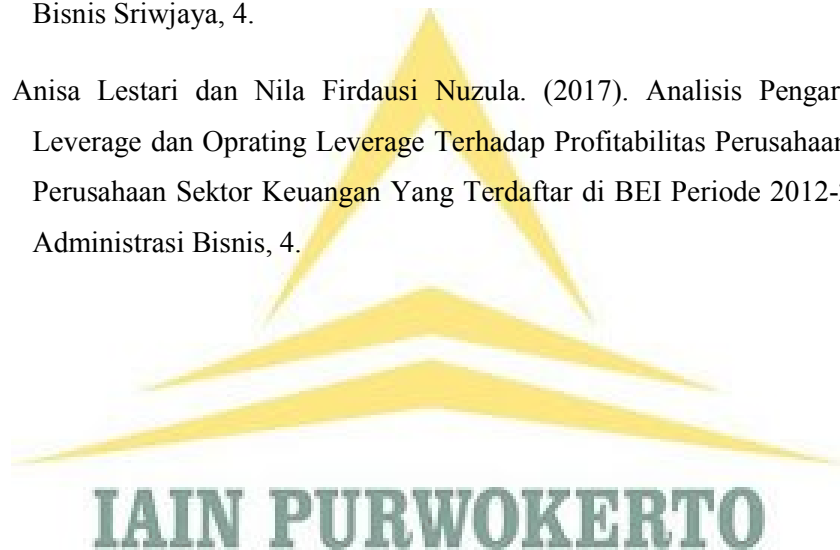 Bisnis Sriwjaya, 4.
Anisa Lestari dan Nila Firdausi Nuzula. (2017). Analisis Pengar
Leverage dan Oprating Leverage Terhadap Profitabilitas Perusahaan
Perusahaan Sektor Keuangan Yang Terdaftar di BEI Periode 2012-
Administrasi Bisnis, 4.
IAIN PURWOKERTO